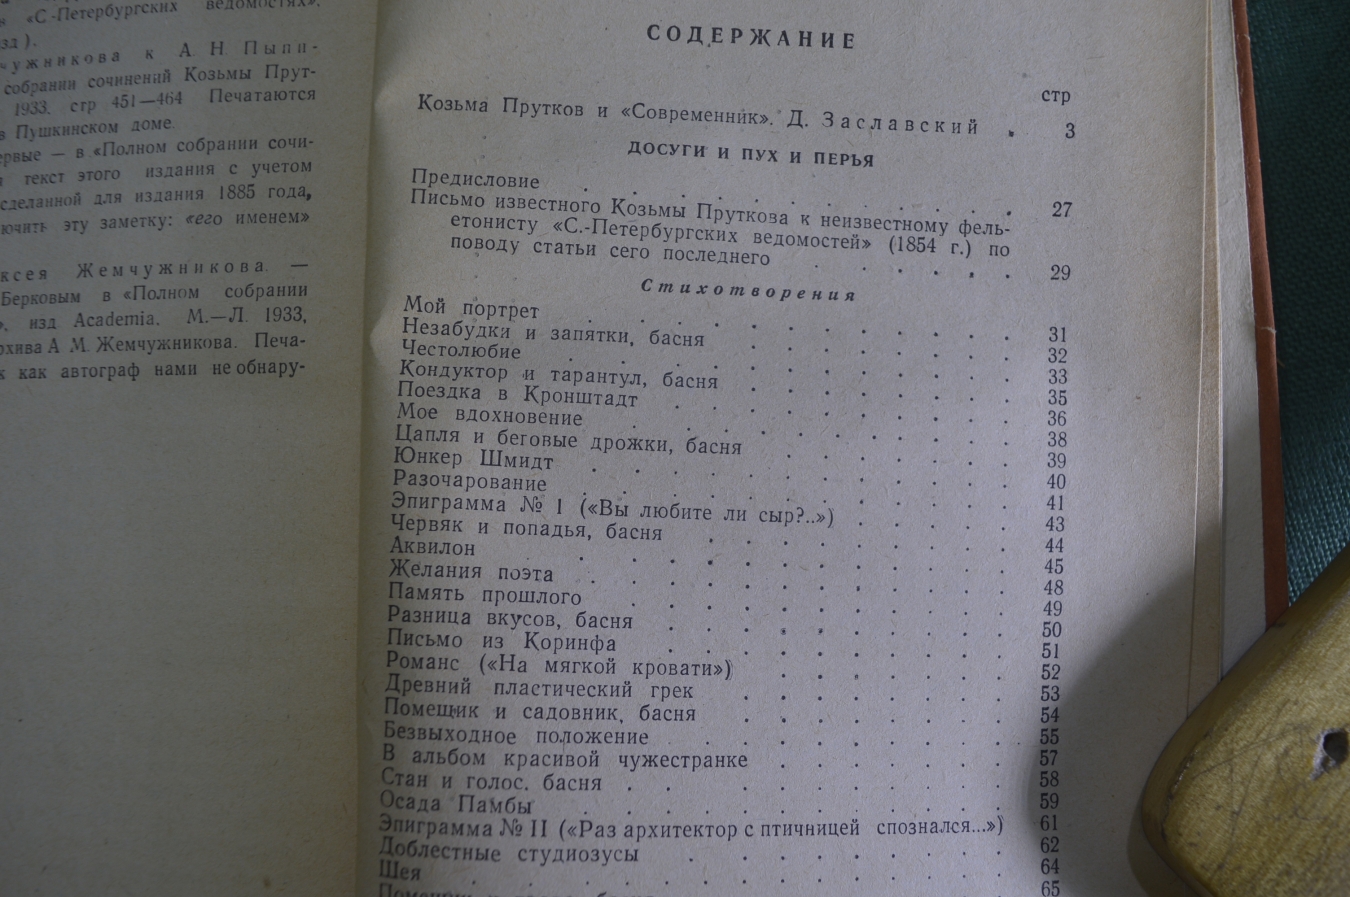 «С.-Петербургских ведомостях».
зд ).
чужникова к А. Н. Пыпи-
собрании сочинений Козьмы Прут-
1933. стр 451—464 Печатаются
в Пушкинском доме.
ервые — в «Полном собрании сочи-
текст этого издания с учетом
сделанной для издания 1885 года,
ючить эту заметку: «его именем»
ксея Жемчужникова. —
Берковым в «Полном собрании
», изд Academia. М.—Л. 1933,
рхива А М. Жемчужникова. Печа-
к как автограф нами не обнару-
СОДЕРЖАНИЕ
стр
Козьма Прутков и «Современник». Д. Заславский . 3
ДОСУГИ И ПУХ И ПЕРЬЯ
Предисловие . . . . . . . . . . . . 27
Письмо известного Козьмы Пруткова к неизвестному фель-
етонисту «С.-Петербургских ведомостей» (1854 г.) по
поводу статьи сего последнего . . . . . . 29
Стихотворения
Мой портрет . . . . . . . . . . . . 31
Незабудки и запятки, басня . . . . . . . . 32
Честолюбие . . . . . . . . . . . . 33
Кондуктор и тарантул, басня . . . . . . . 35
Поездка в Кронштадт . . . . . . . . . 36
Мое вдохновение . . . . . . . . . . 38
Цапля и беговые дрожки, басня . . . . . . . 39
Юнкер Шмидт . . . . . . . . . . . 40
Разочарование . . . . . . . . . . . 41
Эпиграмма № I («Вы любите ли сыр?..») . . . . . 43
Червяк и попадья, басня . . . . . . . . 44
Аквилон . . . . . . . . . . . . 45
Желания поэта . . . . . . . . . . . 48
Память прошлого . . . . . . . . . . 49
Разница вкусов, басня . . . . . . . . . 50
Письмо из Коринфа . . . . . . . . . 51
Романс («На мягкой кровати») . . . . . . . 52
Древний пластический грек . . . . . . . 53
Помещик и садовник, басня . . . . . . . 54
Безвыходное положение . . . . . . . . 55
В альбом красивой чужестранке . . . . . . 57
Стан и голос. басня . . . . . . . . . 58
Осада Памбы . . . . . . . . . . . 59
Эпиграмма № II («Раз архитектор с птичницей спознался...») 61
Доблестные студиозусы . . . . . . . . 62
Шея . . . . . . . . . . . . . 64
65